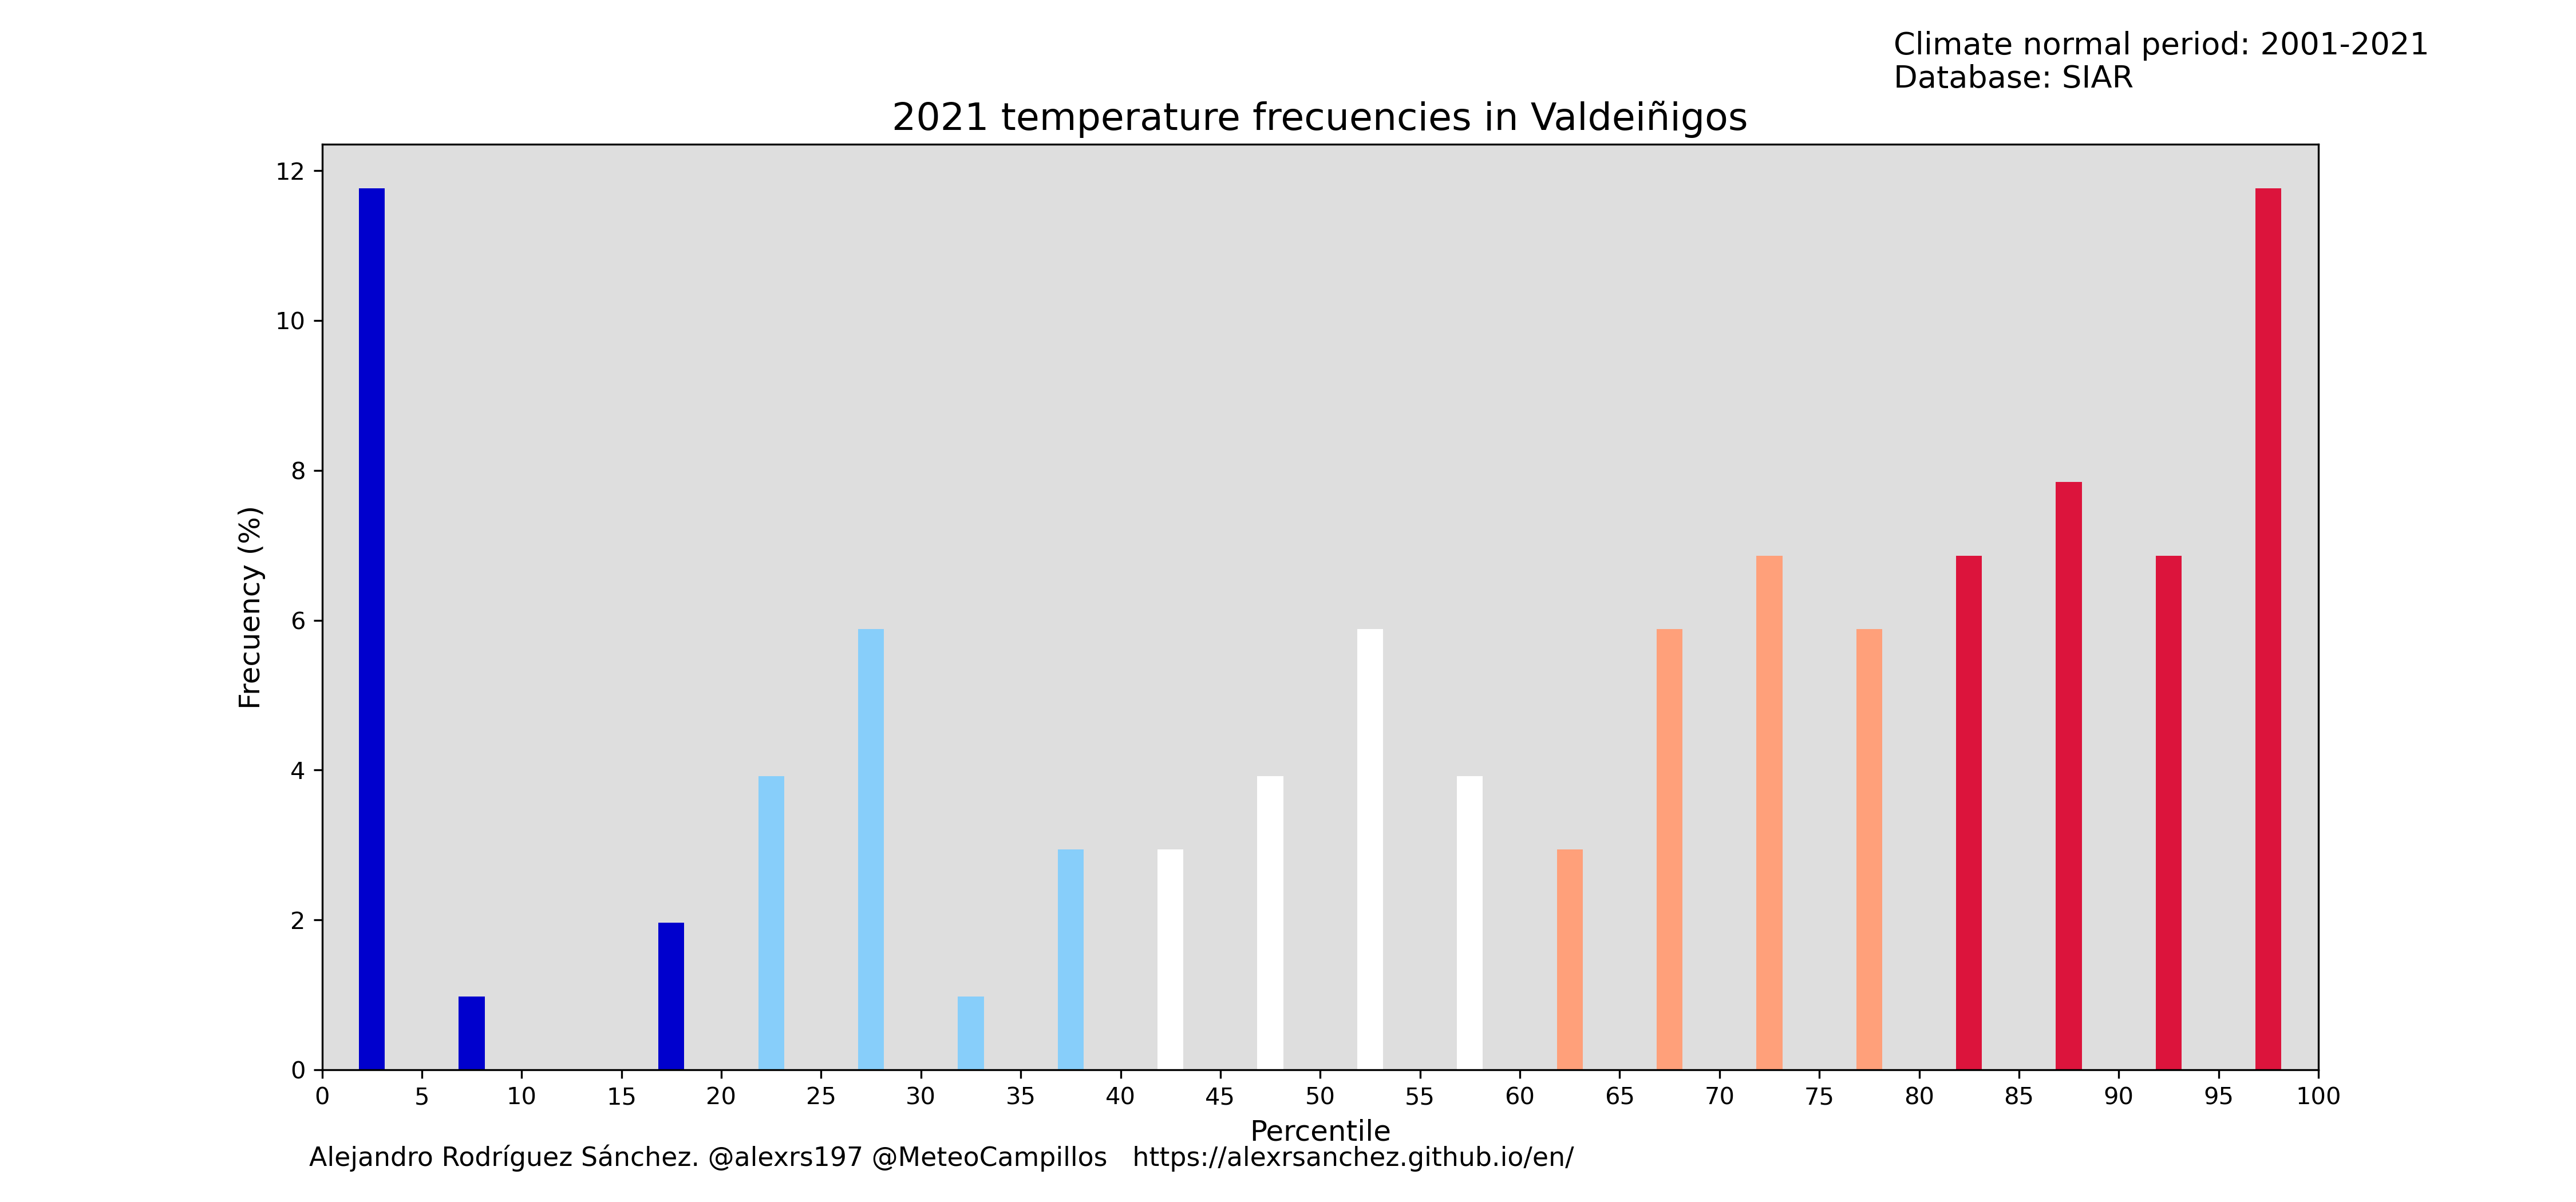 Climate normal period: 2001-2021
Database: SIAR
2021 temperature frecuencies in Valdeiñigos
12
10
8
6
4
2
0
Frecuency (%)
0 5 10 15 20 25 30 35 40 45 50 55 60 65 70 75 80 85 90 95 100
Percentile
Alejandro Rodríguez Sánchez. @alexrs197 @MeteoCampillos https://alexrsanchez.github.io/en/